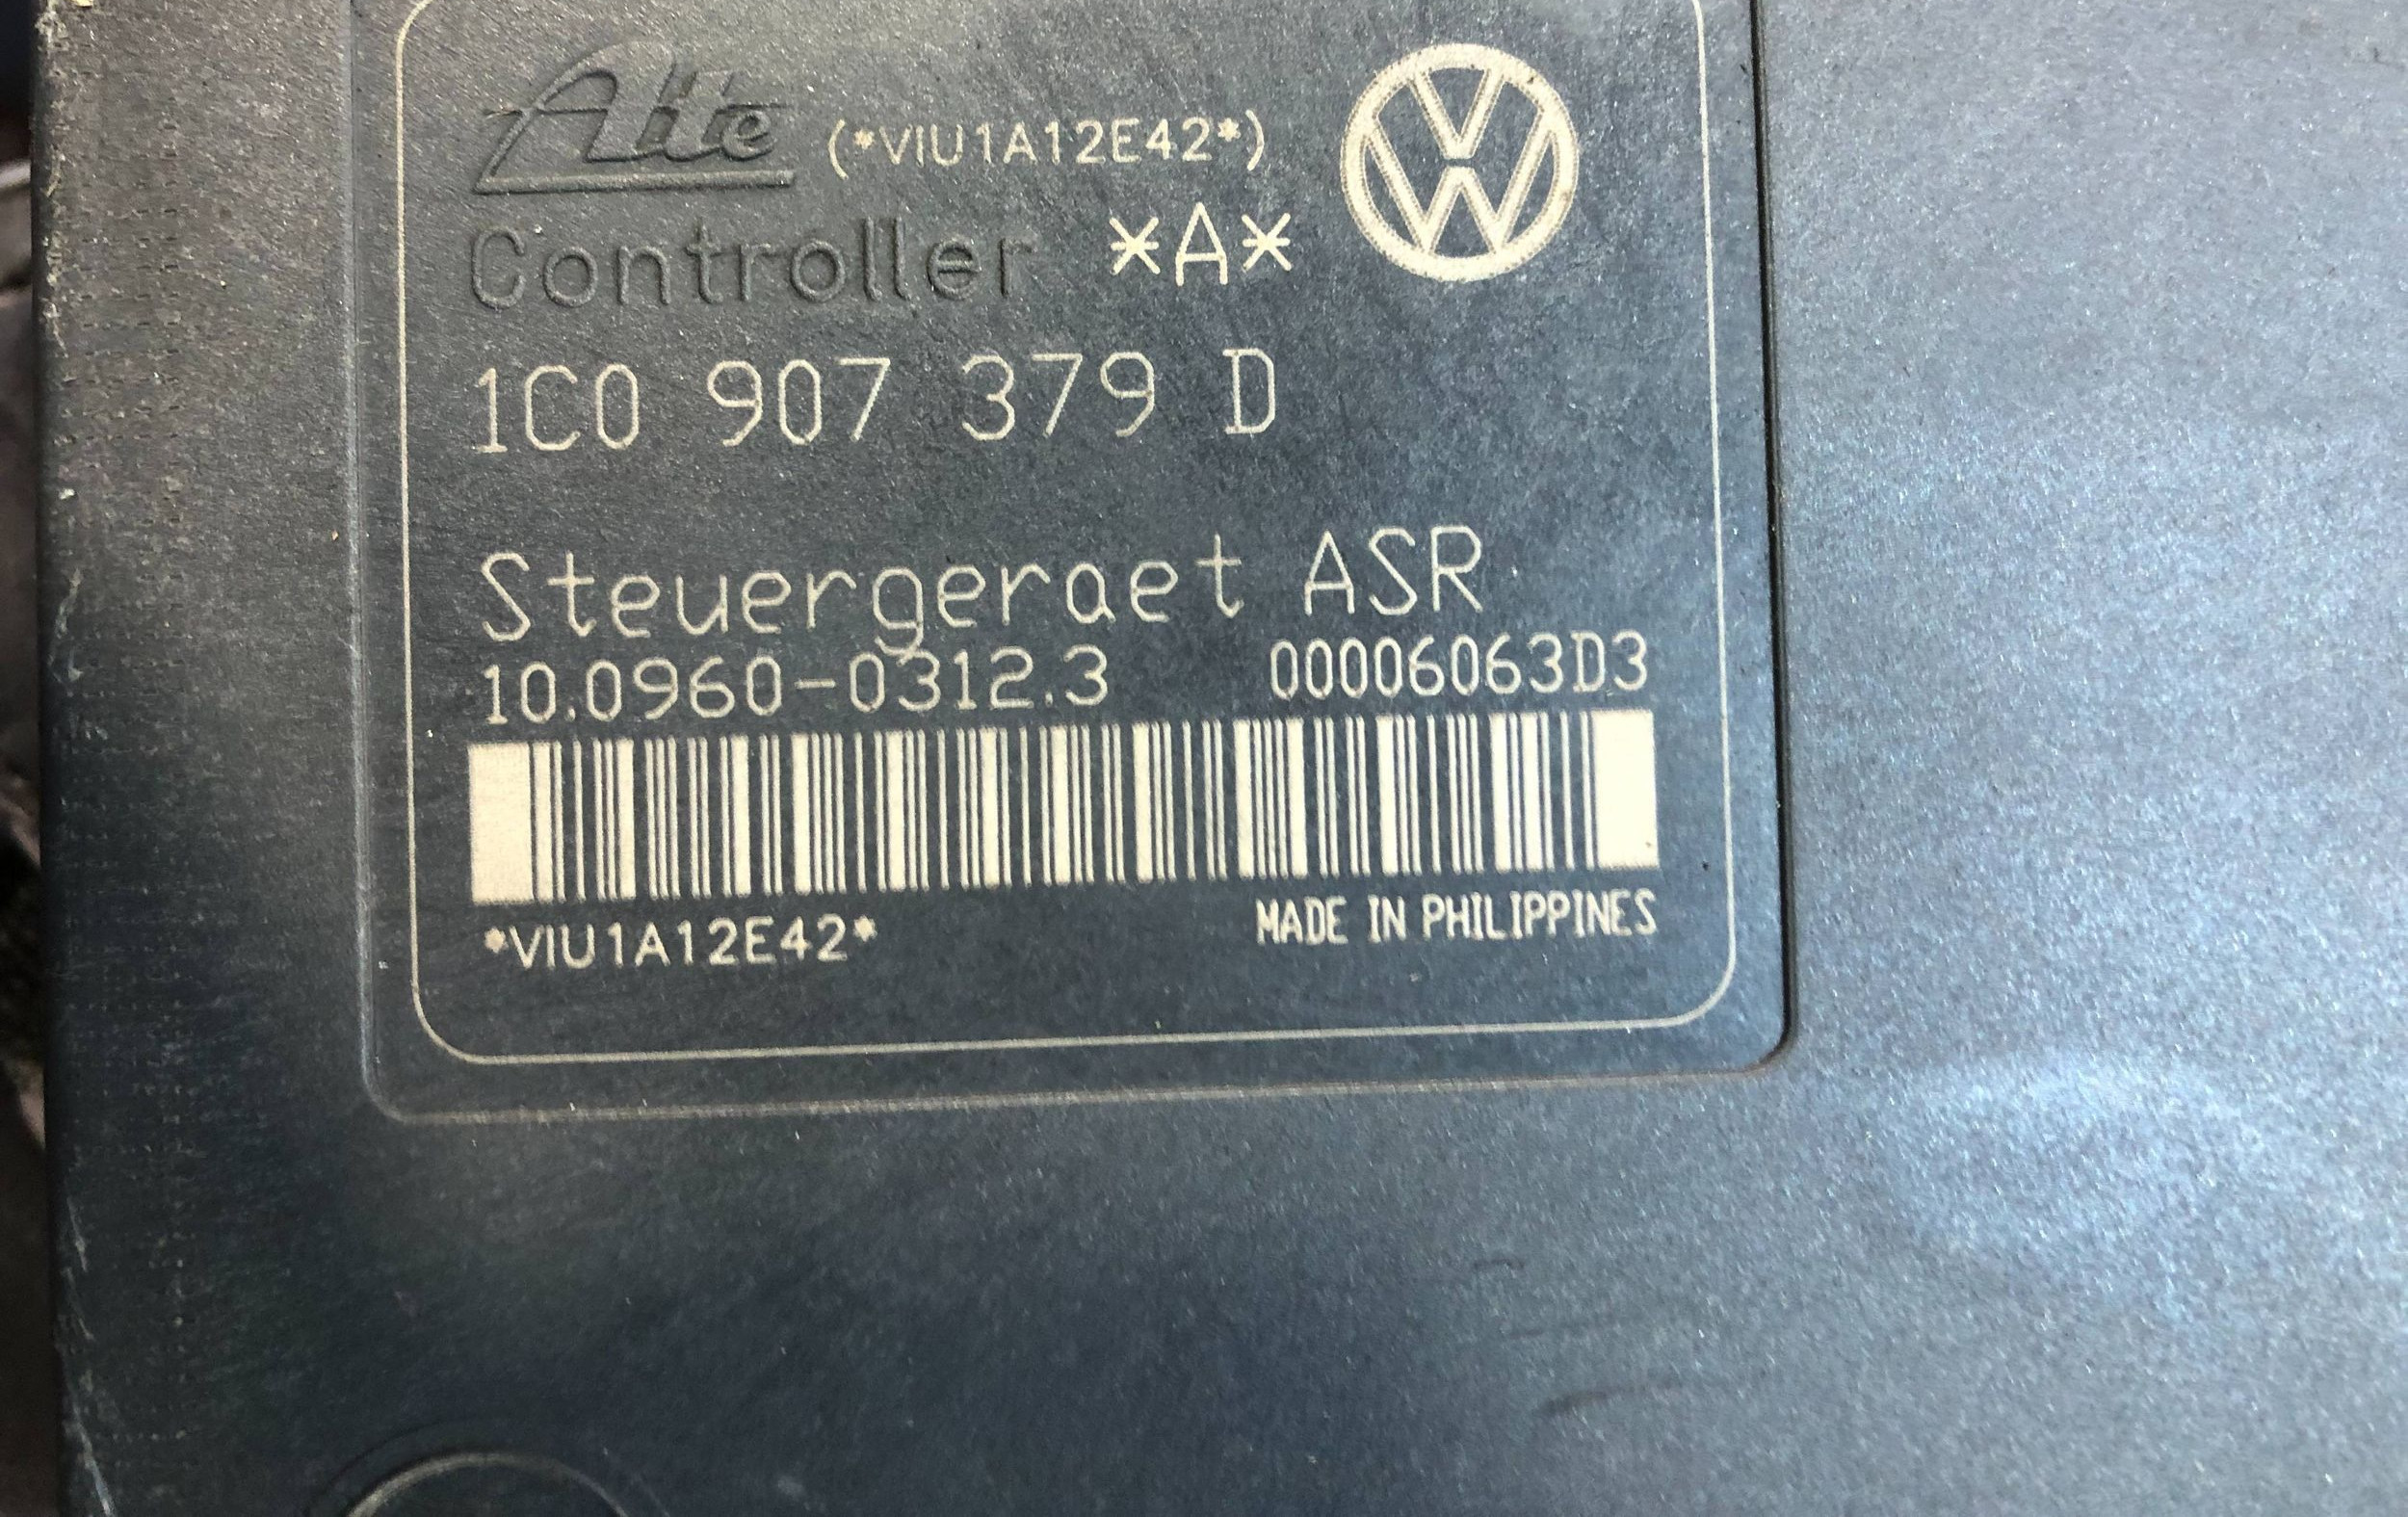 Ate (*VIU1A12E42*)
Controller *A*
1C0 907 379 D
Steuergeraet ASR
10.0960-0312.3 00006063D3
*VIU1A12E42* MADE IN PHILIPPINES